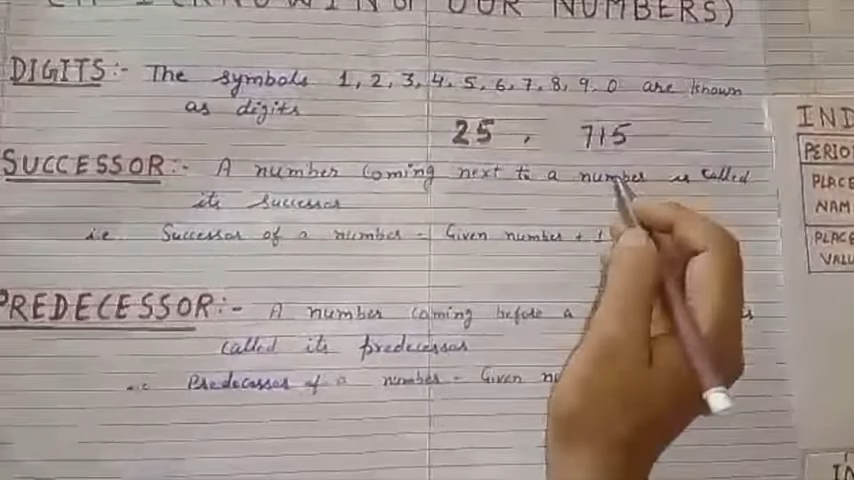 KNOWING OUR NUMBERS)
DIGITS:- The symbols 1, 2, 3, 4, 5, 6, 7, 8, 9, 0 are known
as digits
25 , 715
SUCCESSOR:- A number coming next to a number is called
its successor
i.e. Successor of a number = Given number + 1
PREDECESSOR:- A number coming before a
called its predecessor
i.e Predecessor of a number - Given
IND
PERIO
PLACE
NAM
PLACE
VALU
IN